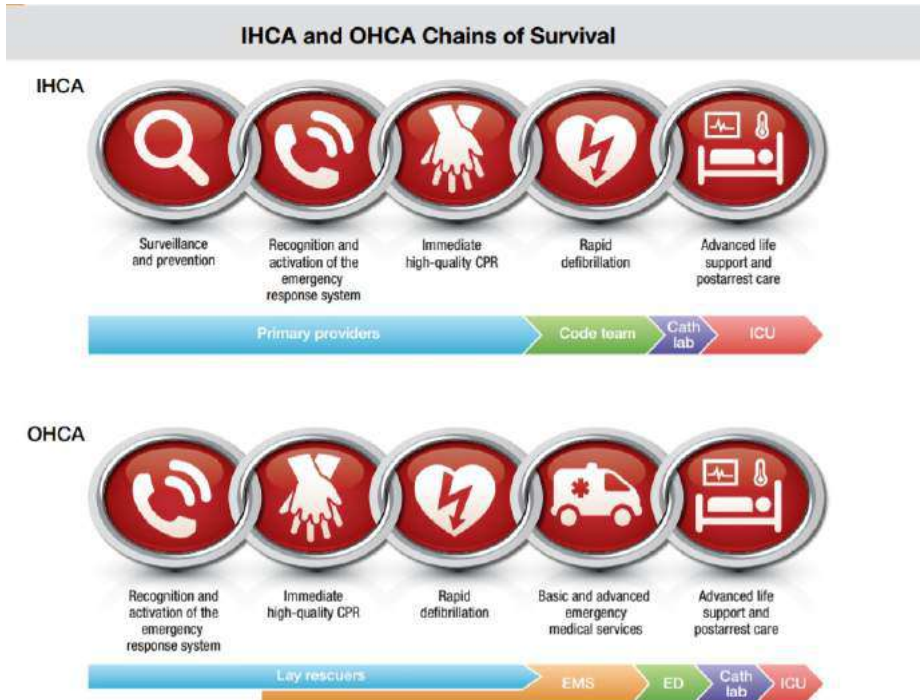 IHCA and OHCA Chains of Survival
IHCA
Surveillance
and prevention
Recognition and
activation of the
emergency
response system
Immediate
high-quality CPR
Rapid
defibrillation
Advanced life
support and
postarrest care
Primary providers
Code team
Cath
lab
ICU
OHCA
Recognition and
activation of the
emergency
response system
Immediate
high-quality CPR
Rapid
defibrillation
Basic and advanced
emergency
medical services
Advanced life
support and
postarrest care
Lay rescuers
EMS
ED
Cath
lab
ICU